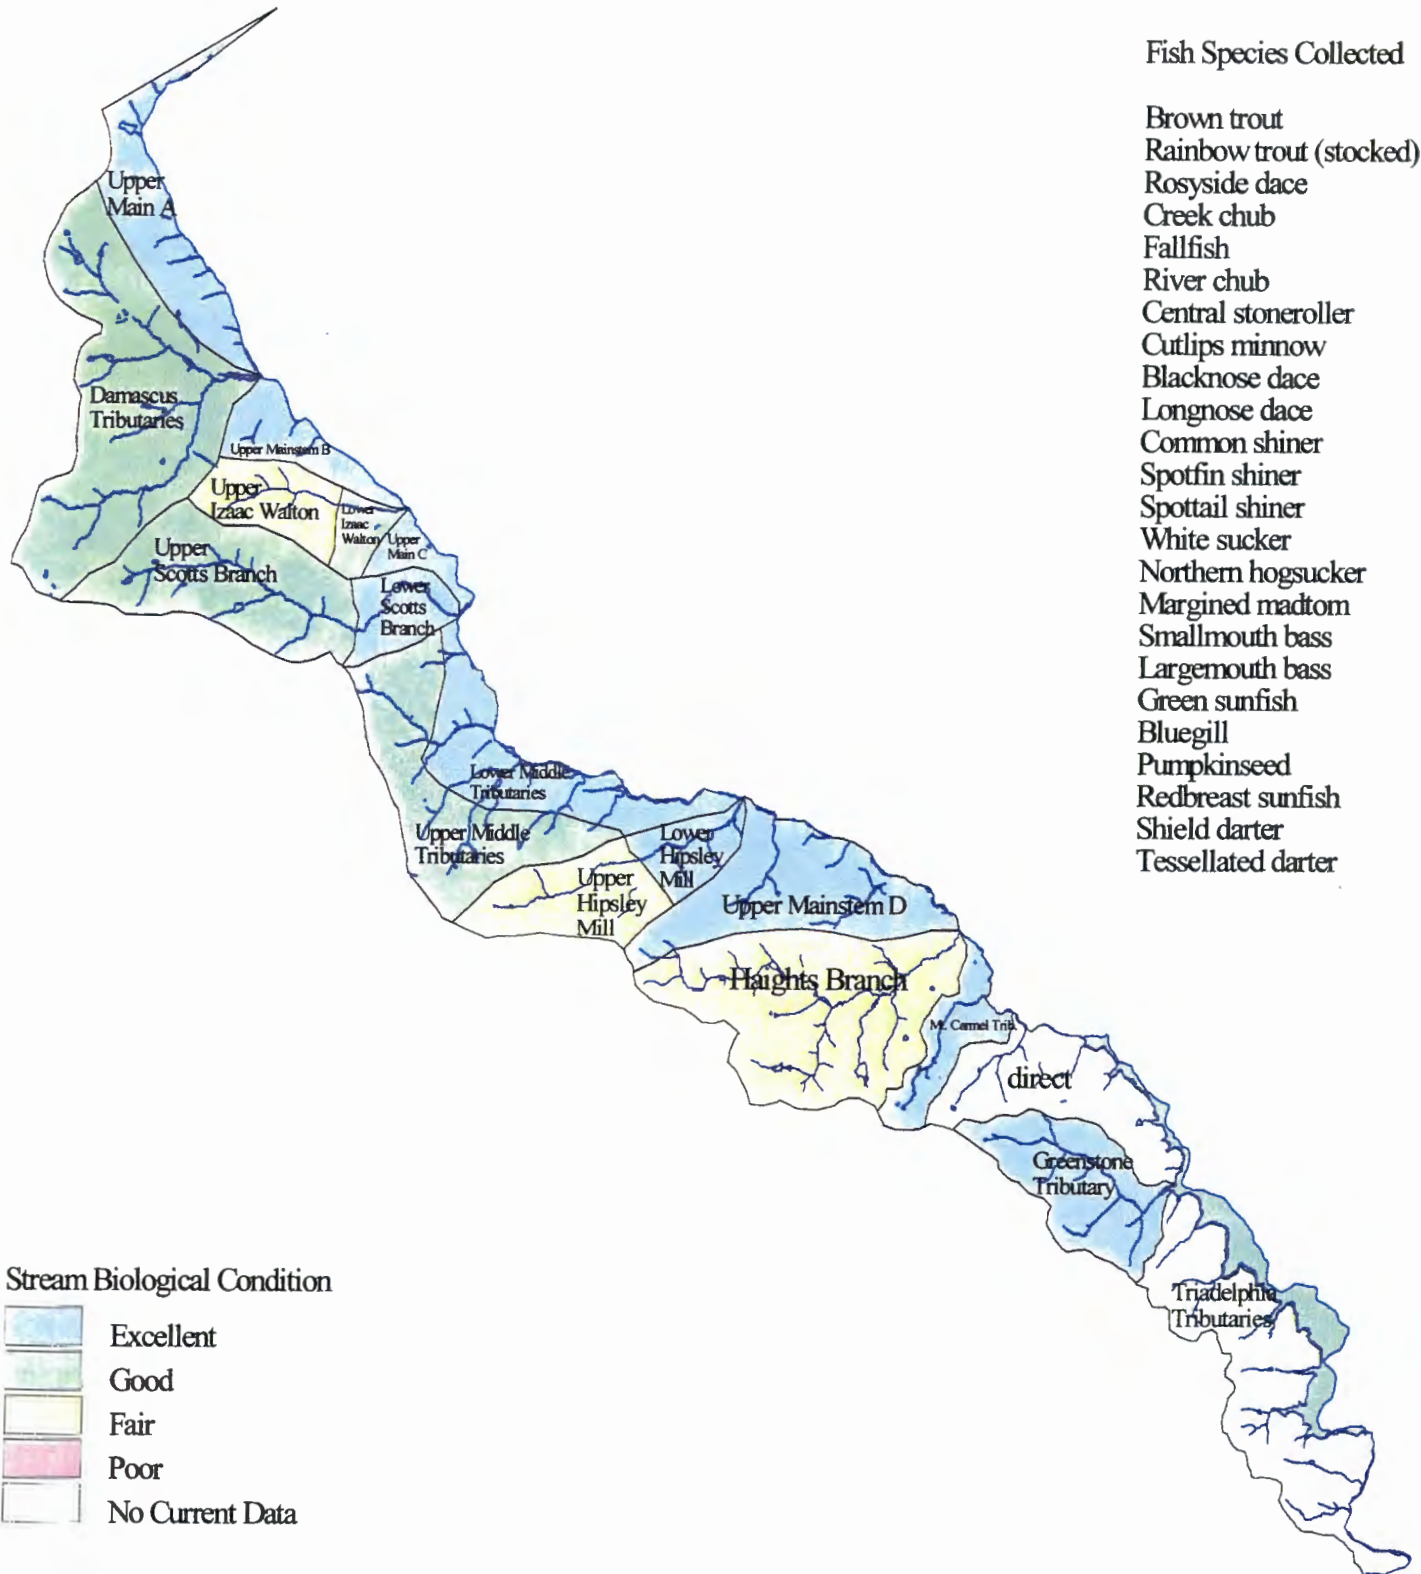 Fish Species Collected
Brown trout
Rainbow trout (stocked)
Rosyside dace
Creek chub
Fallfish
River chub
Central stoneroller
Cutlips minnow
Blacknose dace
Longnose dace
Common shiner
Spotfin shiner
Spottail shiner
White sucker
Northern hogsucker
Margined madtom
Smallmouth bass
Largemouth bass
Green sunfish
Bluegill
Pumpkinseed
Redbreast sunfish
Shield darter
Tessellated darter
Upper
Main A
Damascus
Tributaries
Upper Mainstem B
Upper
Izaac Walton
Lower
Izaac
Walton
Upper
Main C
Upper
Scotts Branch
Lower
Scotts
Branch
Lower Middle
Tributaries
Upper Middle
Tributaries
Lower
Hipsley
Mill
Upper
Hipsley
Mill
Upper Mainstem D
Haights Branch
Mt. Carmel Trib.
direct
Greenstone
Tributary
Triadelphia
Tributaries
Stream Biological Condition
Excellent
Good
Fair
Poor
No Current Data